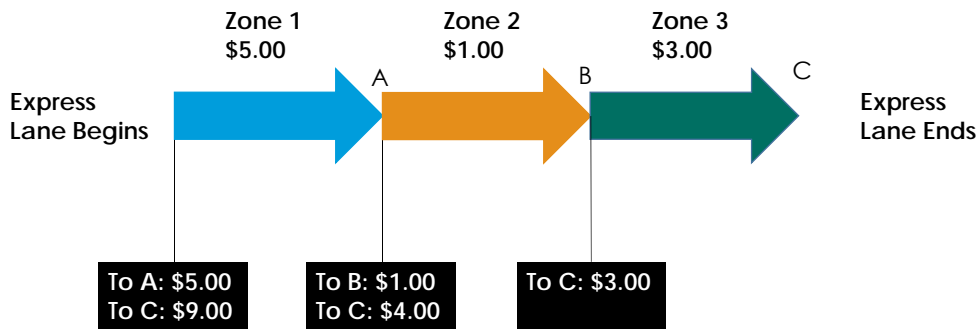 Zone 1
$5.00
Zone 2
$1.00
Zone 3
$3.00
A
B
C
Express
Lane Begins
Express
Lane Ends
To A: $5.00
To C: $9.00
To B: $1.00
To C: $4.00
To C: $3.00